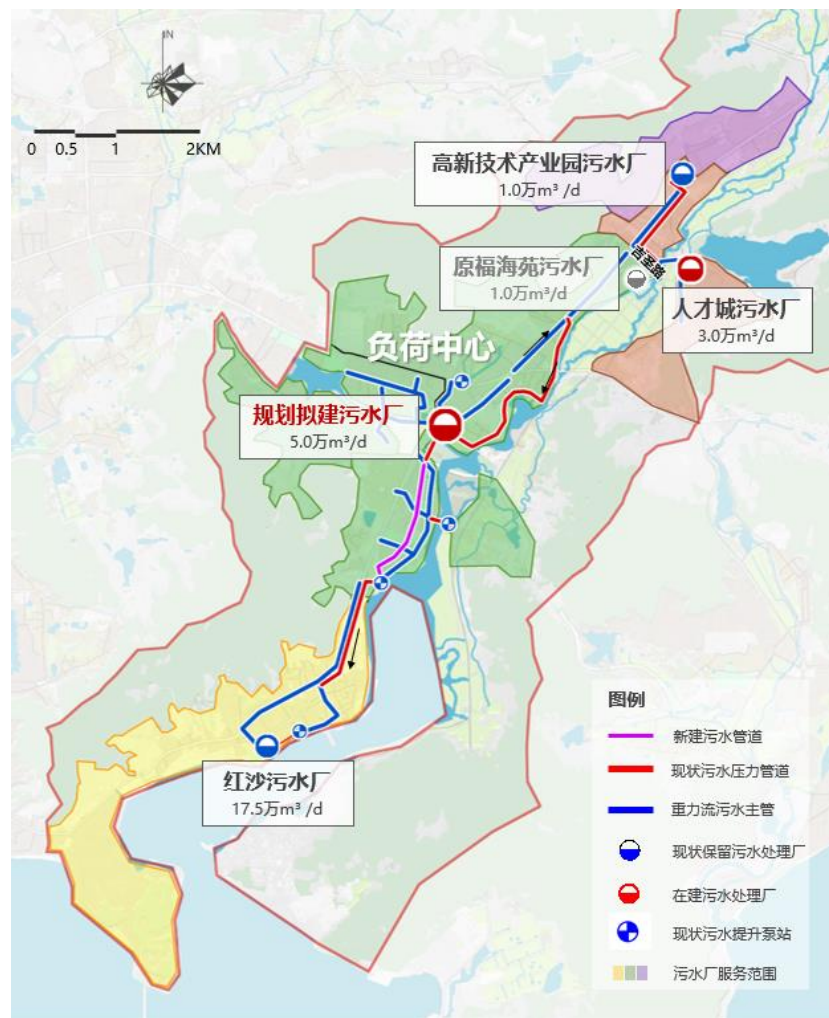 N
0 0.5 1 2KM
高新技术产业园污水厂
1.0万m³ /d
吉圣路
原福海苑污水厂
1.0万m³/d
人才城污水厂
3.0万m³/d
负荷中心
规划拟建污水厂
5.0万m³/d
红沙污水厂
17.5万m³ /d
图例
新建污水管道
现状污水压力管道
重力流污水主管
现状保留污水处理厂
在建污水处理厂
现状污水提升泵站
污水厂服务范围